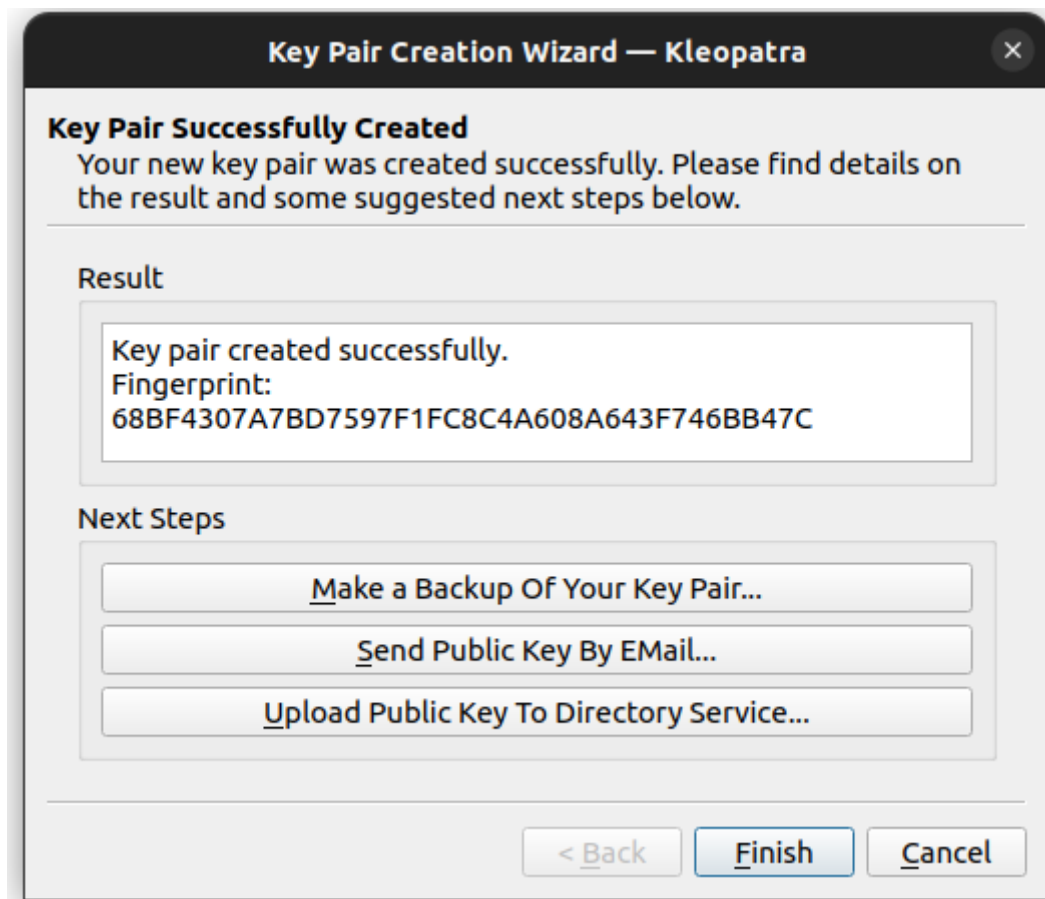 Key Pair Creation Wizard — Kleopatra
Key Pair Successfully Created
Your new key pair was created successfully. Please find details on
the result and some suggested next steps below.
Result
Key pair created successfully.
Fingerprint:
68BF4307A7BD7597F1FC8C4A608A643F746BB47C
Next Steps
Make a Backup Of Your Key Pair...
Send Public Key By EMail...
Upload Public Key To Directory Service...
< Back Finish Cancel